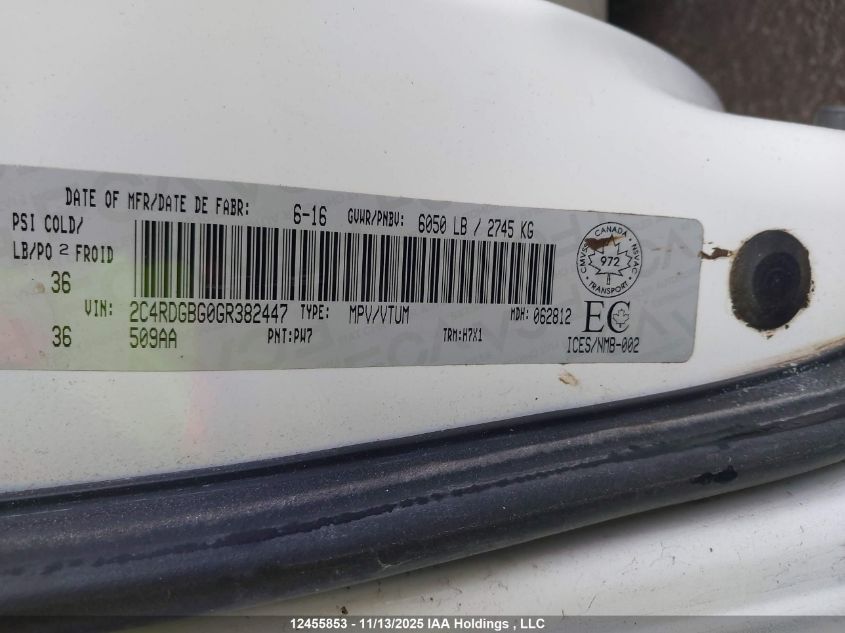 DATE OF MFR/DATE DE FABR: 6-16 GVWR/PNBV: 6050 LB / 2745 KG
PSI COLD/
LB/PO 2 FROID
36
VIN: 2C4RDGBG0GR382447 TYPE: MPV/VTUM MDH: 062812
36 509AA PNT:PW7 TRM:H7X1
CANADA
CMVSS NSVAC
972
TRANSPORT
EC
ICES/NMB-002
12455853 - 11/13/2025 IAA Holdings , LLC